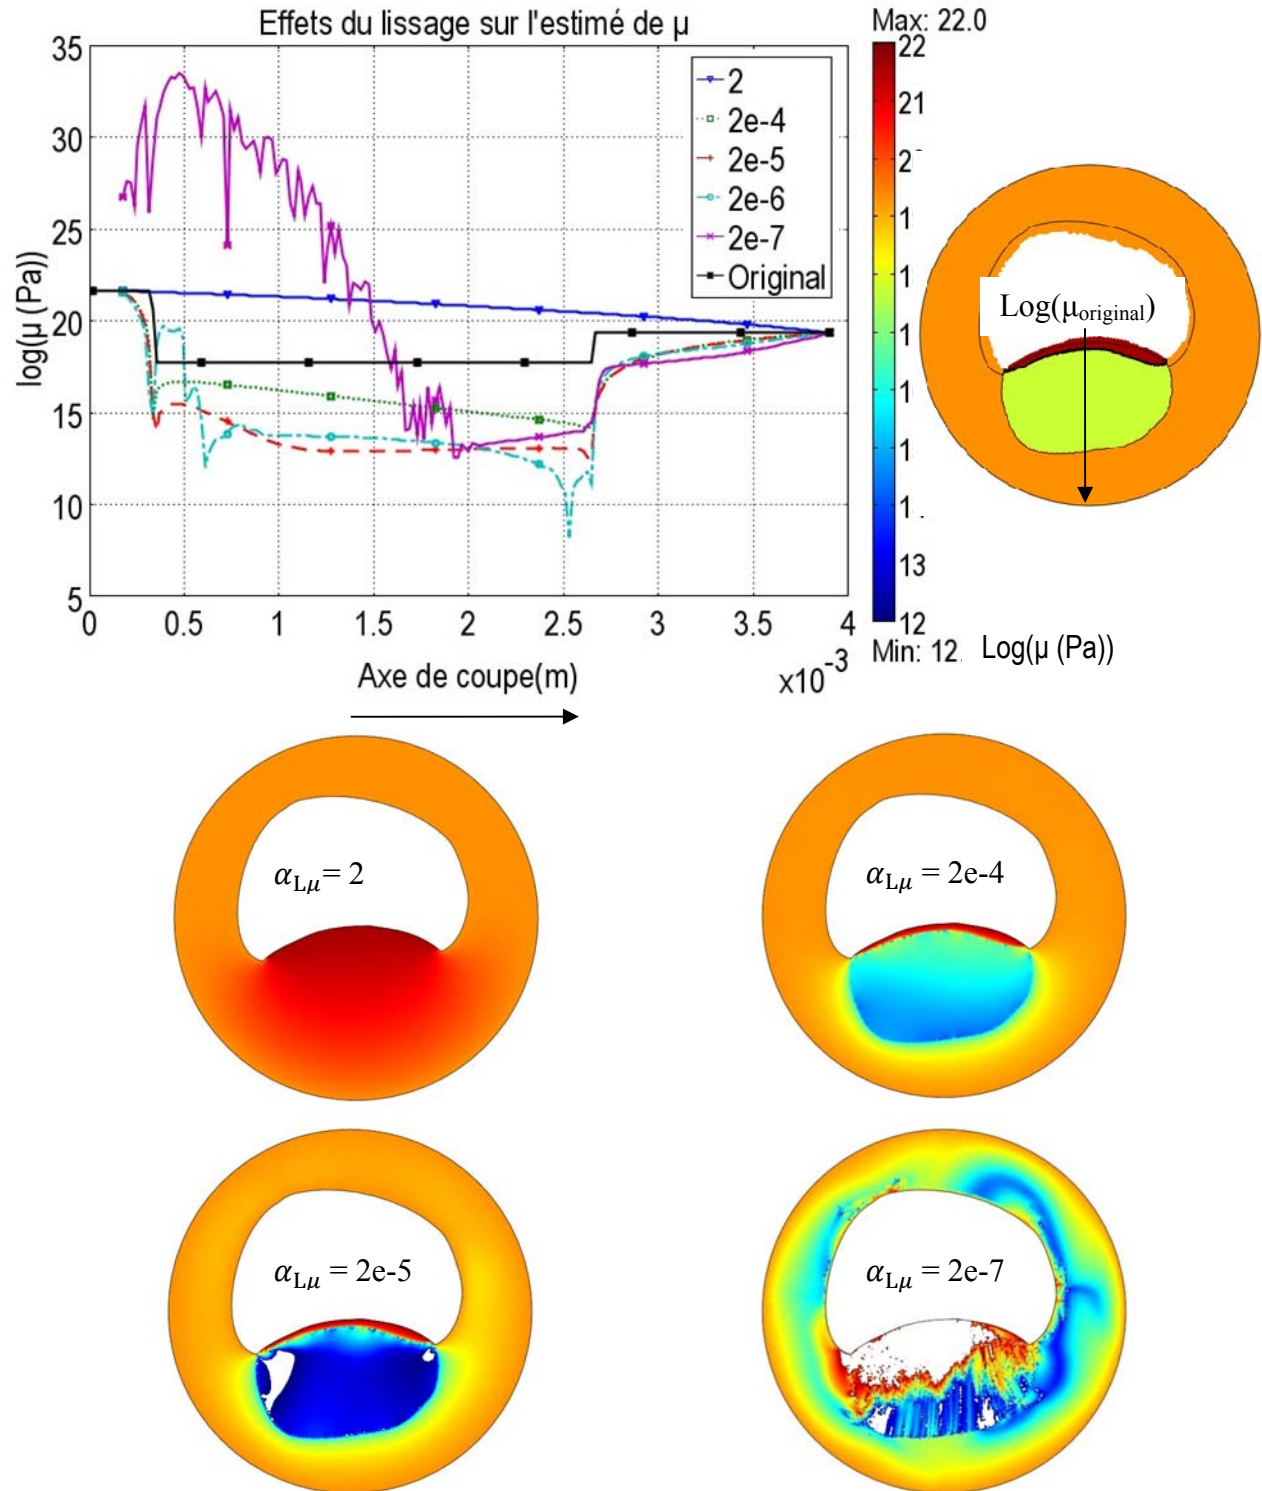 Effets du lissage sur l'estimé de µ
35
30
25
20
15
10
5
log(µ (Pa))
0 0.5 1 1.5 2 2.5 3 3.5 4
x10⁻³
Axe de coupe(m)
2
2e-4
2e-5
2e-6
2e-7
Original
Max: 22.0
22
21
13
12
Min: 12.
Log(µ (Pa))
Log(µoriginal)
αLµ = 2
αLµ = 2e-4
αLµ = 2e-5
αLµ = 2e-7